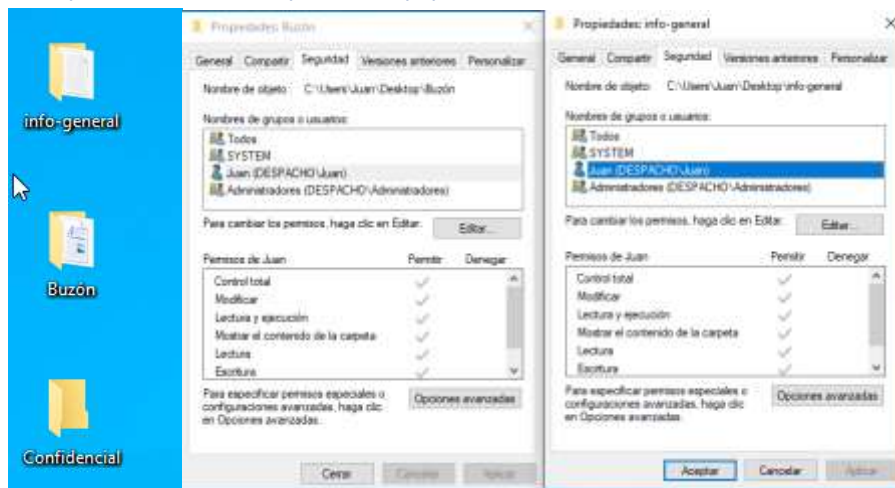 info-general
Buzón
Confidencial
Propiedades: Buzón
General Compartir Seguridad Versiones anteriores Personalizar
Nombre de objeto: C:\Users\Juan\Desktop\Buzón
Nombres de grupos o usuarios:
Todos
SYSTEM
Juan (DESPACHO\Juan)
Administradores (DESPACHO\Administradores)
Para cambiar los permisos, haga clic en Editar.
Editar...
Permisos de Juan Permitir Denegar
Control total
Modificar
Lectura y ejecución
Mostrar el contenido de la carpeta
Lectura
Escritura
Para especificar permisos especiales o
configuraciones avanzadas, haga clic
en Opciones avanzadas.
Opciones avanzadas
Cerrar Cancelar Aplicar
Propiedades: info-general
General Compartir Seguridad Versiones anteriores Personalizar
Nombre de objeto: C:\Users\Juan\Desktop\info-general
Nombres de grupos o usuarios:
Todos
SYSTEM
Juan (DESPACHO\Juan)
Administradores (DESPACHO\Administradores)
Para cambiar los permisos, haga clic en Editar.
Editar...
Permisos de Juan Permitir Denegar
Control total
Modificar
Lectura y ejecución
Mostrar el contenido de la carpeta
Lectura
Escritura
Para especificar permisos especiales o
configuraciones avanzadas, haga clic
en Opciones avanzadas.
Opciones avanzadas
Aceptar Cancelar Aplicar